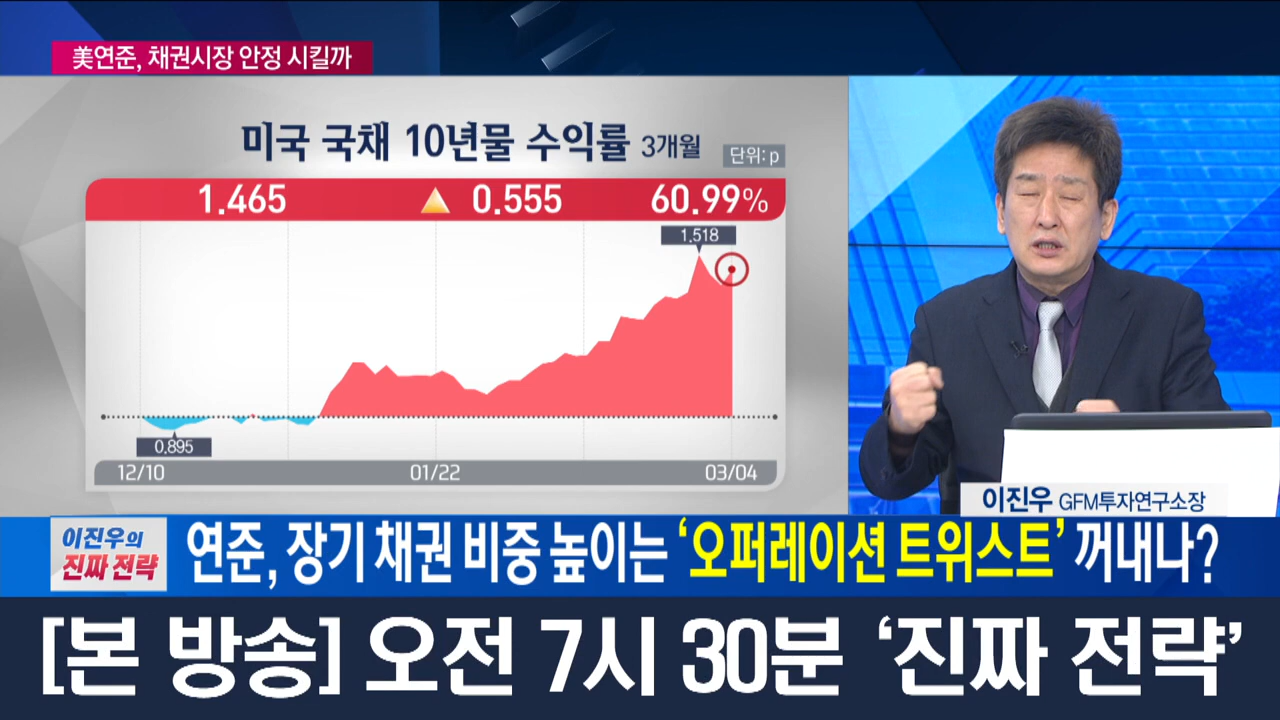 美연준, 채권시장 안정 시킬까
미국 국채 10년물 수익률 3개월
단위:p
1.465 ▲ 0.555 60.99%
1.518
0.895
12/10 01/22 03/04
이진우 GFM투자연구소장
이진우의
진짜 전략
연준, 장기 채권 비중 높이는 ‘오퍼레이션 트위스트’ 꺼내나?
[본 방송] 오전 7시 30분 ‘진짜 전략’